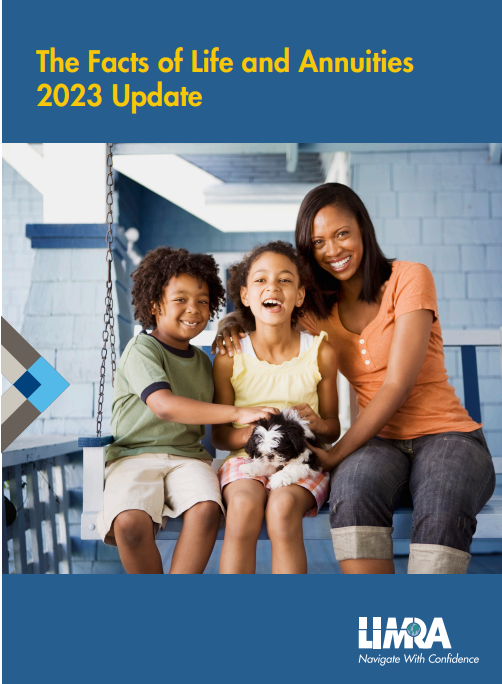 The Facts of Life and Annuities
2023 Update
LIMRA
Navigate With Confidence